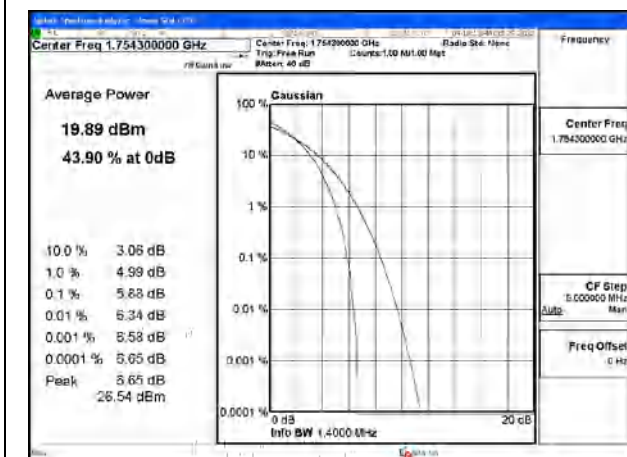 Center Freq 1.754300000 GHz
Center Freq: 1.754300000 GHz
Radio Std: None
Trig: Free Run
Counts:1.00 M/1.00 Mpt
#Atten: 40 dB
Frequency
Average Power
19.89 dBm
43.90 % at 0dB
10.0 % 3.06 dB
1.0 % 4.99 dB
0.1 % 5.88 dB
0.01 % 6.34 dB
0.001 % 6.58 dB
0.0001 % 6.65 dB
Peak 6.65 dB
26.54 dBm
Gaussian
100 %
10 %
1 %
0.1 %
0.01 %
0.001 %
0.0001 %
0 dB
20 dB
Info BW 1.4000 MHz
Center Freq
1.754300000 GHz
CF Step
5.000000 MHz
Auto Man
Freq Offset
0 Hz